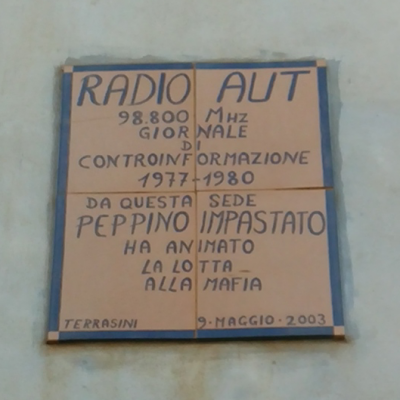 RADIO AUT
98.800 MHz
GIORNALE
DI
CONTROINFORMAZIONE
1977-1980
DA QUESTA SEDE
PEPPINO IMPASTATO
HA ANIMATO
LA LOTTA
ALLA MAFIA
TERRASINI 9·MAGGIO·2003